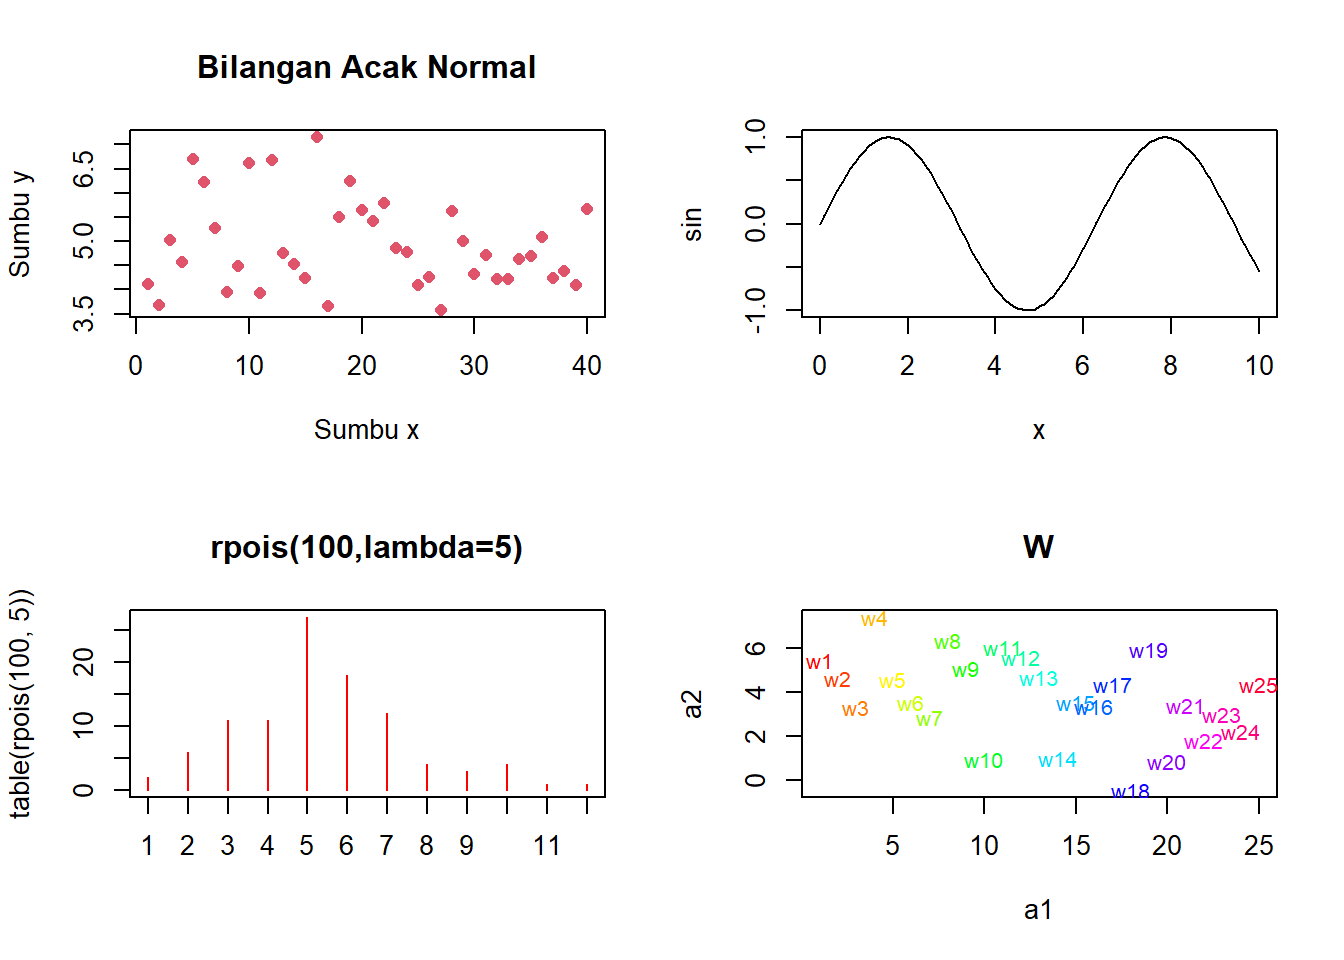 Bilangan Acak Normal
Sumbu y
3.5 5.0 6.5
0 10 20 30 40
Sumbu x
sin
-1.0 0.0 1.0
0 2 4 6 8 10
x
rpois(100,lambda=5)
table(rpois(100, 5))
0 10 20
1 2 3 4 5 6 7 8 9 11
W
a2
0 2 4 6
w1
w2
w3
w4
w5
w6
w7
w8
w9
w10
w11
w12
w13
w14
w15
w16
w17
w18
w19
w20
w21
w22
w23
w24
w25
5 10 15 20 25
a1